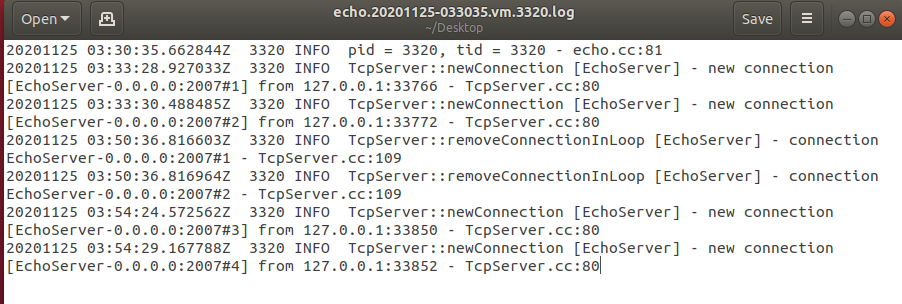 Open
echo.20201125-033035.vm.3320.log
~/Desktop
Save
20201125 03:30:35.662844Z  3320 INFO  pid = 3320, tid = 3320 - echo.cc:81
20201125 03:33:28.927033Z  3320 INFO  TcpServer::newConnection [EchoServer] - new connection
[EchoServer-0.0.0.0:2007#1] from 127.0.0.1:33766 - TcpServer.cc:80
20201125 03:33:30.488485Z  3320 INFO  TcpServer::newConnection [EchoServer] - new connection
[EchoServer-0.0.0.0:2007#2] from 127.0.0.1:33772 - TcpServer.cc:80
20201125 03:50:36.816603Z  3320 INFO  TcpServer::removeConnectionInLoop [EchoServer] - connection
EchoServer-0.0.0.0:2007#1 - TcpServer.cc:109
20201125 03:50:36.816964Z  3320 INFO  TcpServer::removeConnectionInLoop [EchoServer] - connection
EchoServer-0.0.0.0:2007#2 - TcpServer.cc:109
20201125 03:54:24.572562Z  3320 INFO  TcpServer::newConnection [EchoServer] - new connection
[EchoServer-0.0.0.0:2007#3] from 127.0.0.1:33850 - TcpServer.cc:80
20201125 03:54:29.167788Z  3320 INFO  TcpServer::newConnection [EchoServer] - new connection
[EchoServer-0.0.0.0:2007#4] from 127.0.0.1:33852 - TcpServer.cc:80